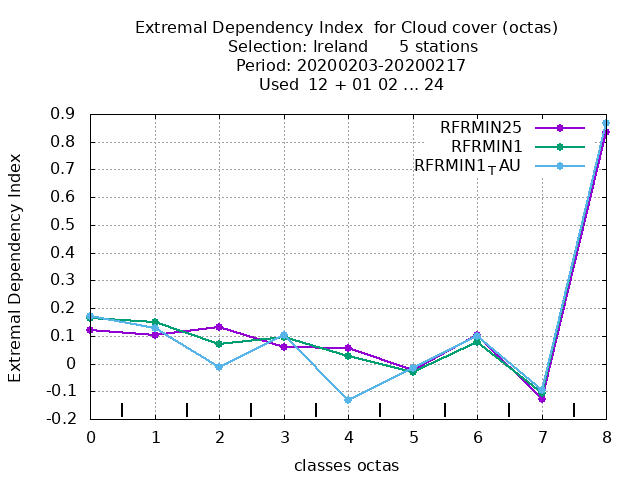 Extremal Dependency Index  for Cloud cover (octas)
Selection: Ireland      5 stations
Period: 20200203-20200217
Used  12 + 01 02 ... 24
RFRMIN25
RFRMIN1
RFRMIN1TAU
Extremal Dependency Index
0.9
0.8
0.7
0.6
0.5
0.4
0.3
0.2
0.1
0
-0.1
-0.2
0 1 2 3 4 5 6 7 8
classes octas